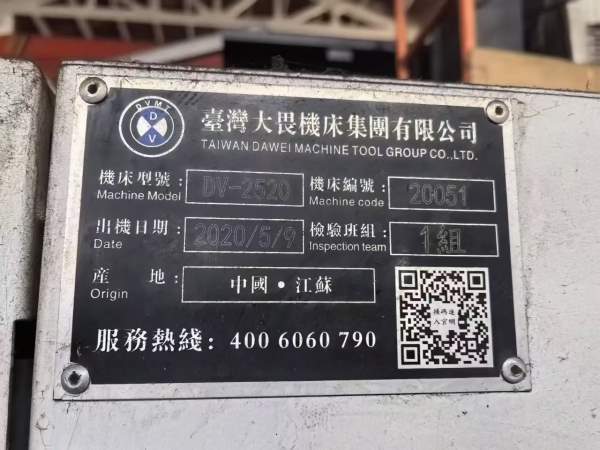 DVMT
D
V
臺灣大畏機床集團有限公司
TAIWAN DAWEI MACHINE TOOL GROUP CO.,LTD.
機床型號: DV-2520 機床編號: 20051
Machine Model Machine code
出機日期: 2020/5/9 檢驗班組: 1組
Date Inspection team
産 地: 中國·江蘇
Origin
服務熱綫: 400 6060 790